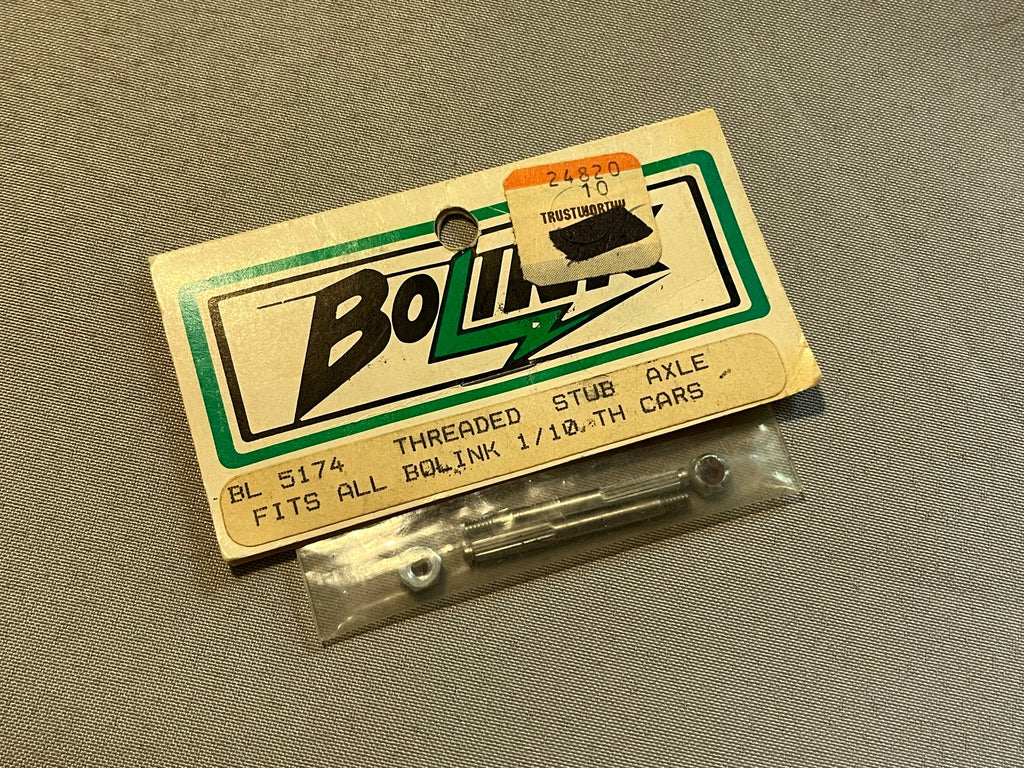 24820
10
TRUSTWORTHY
BOLINK
BL 5174 THREADED STUB AXLE
FITS ALL BOLINK 1/10 TH CARS